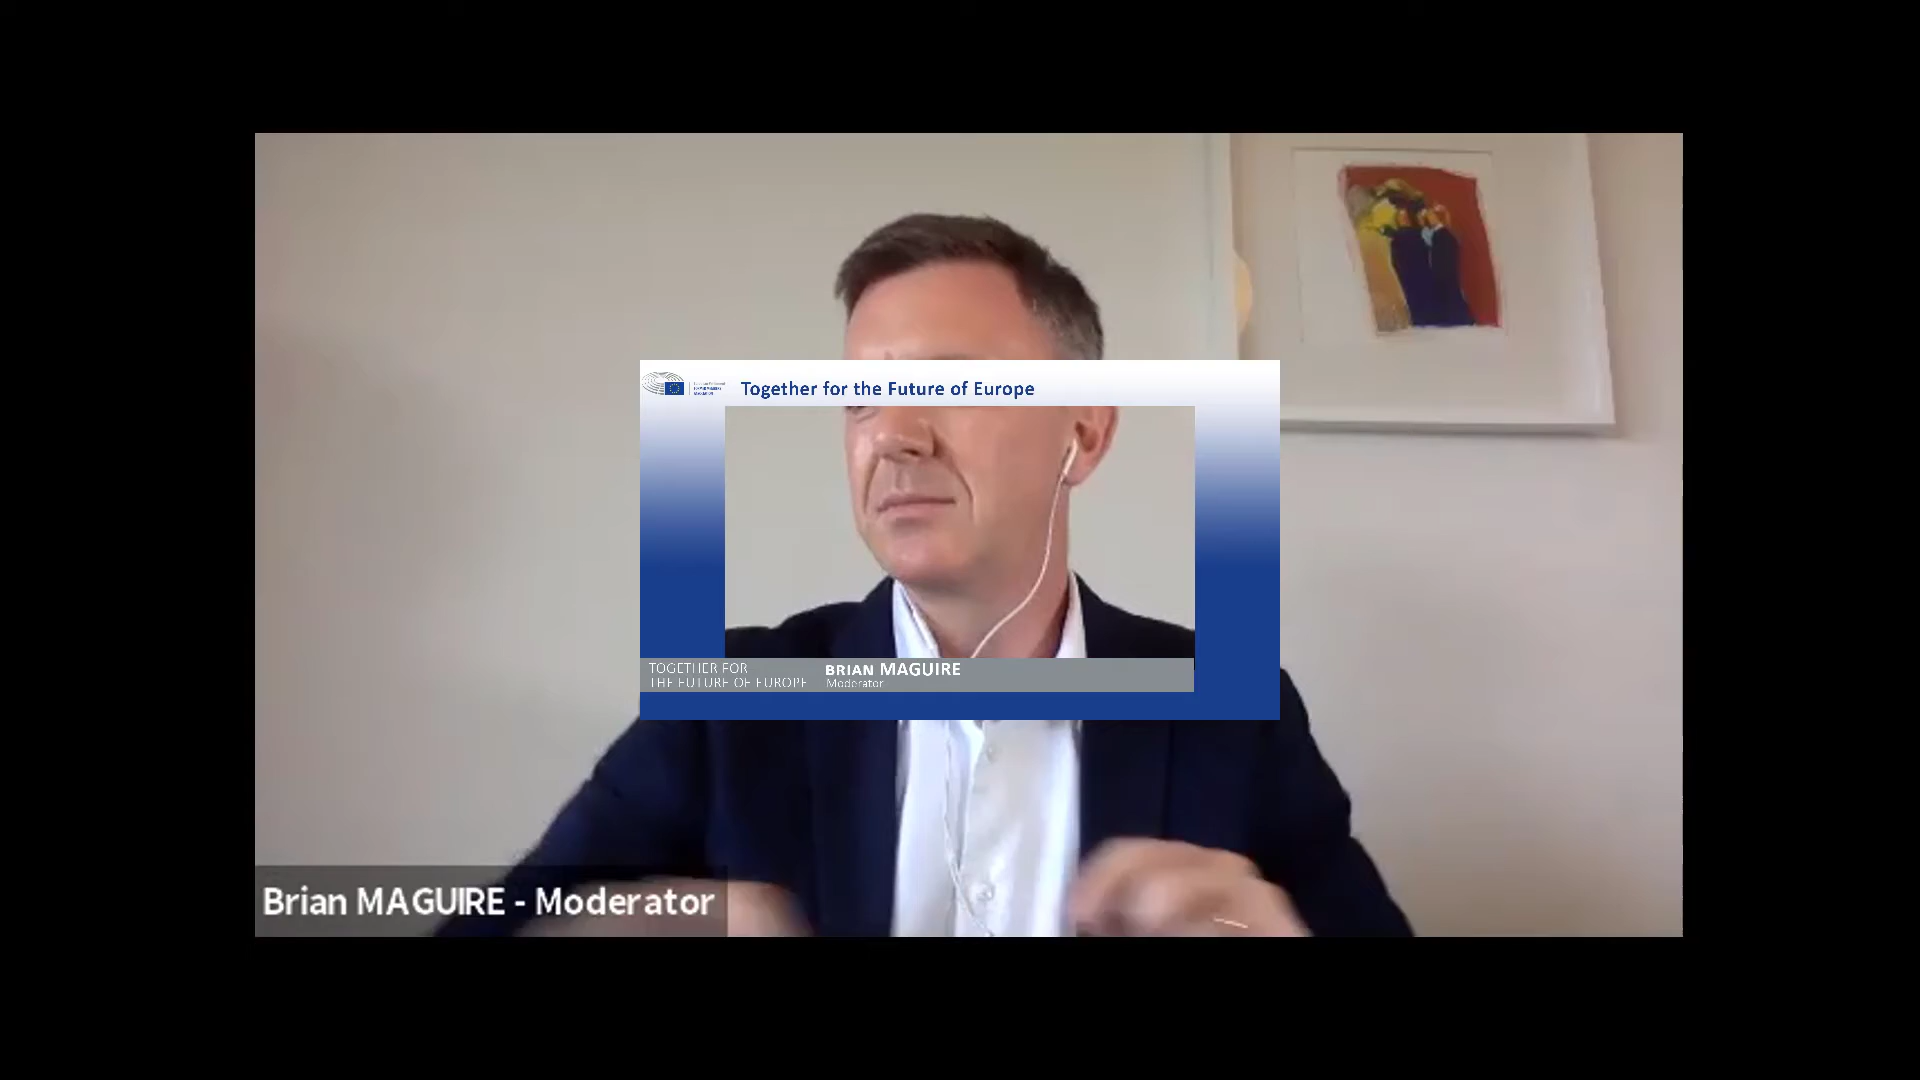 Together for the Future of Europe
TOGETHER FOR
THE FUTURE OF EUROPE
BRIAN MAGUIRE
Moderator
Brian MAGUIRE - Moderator